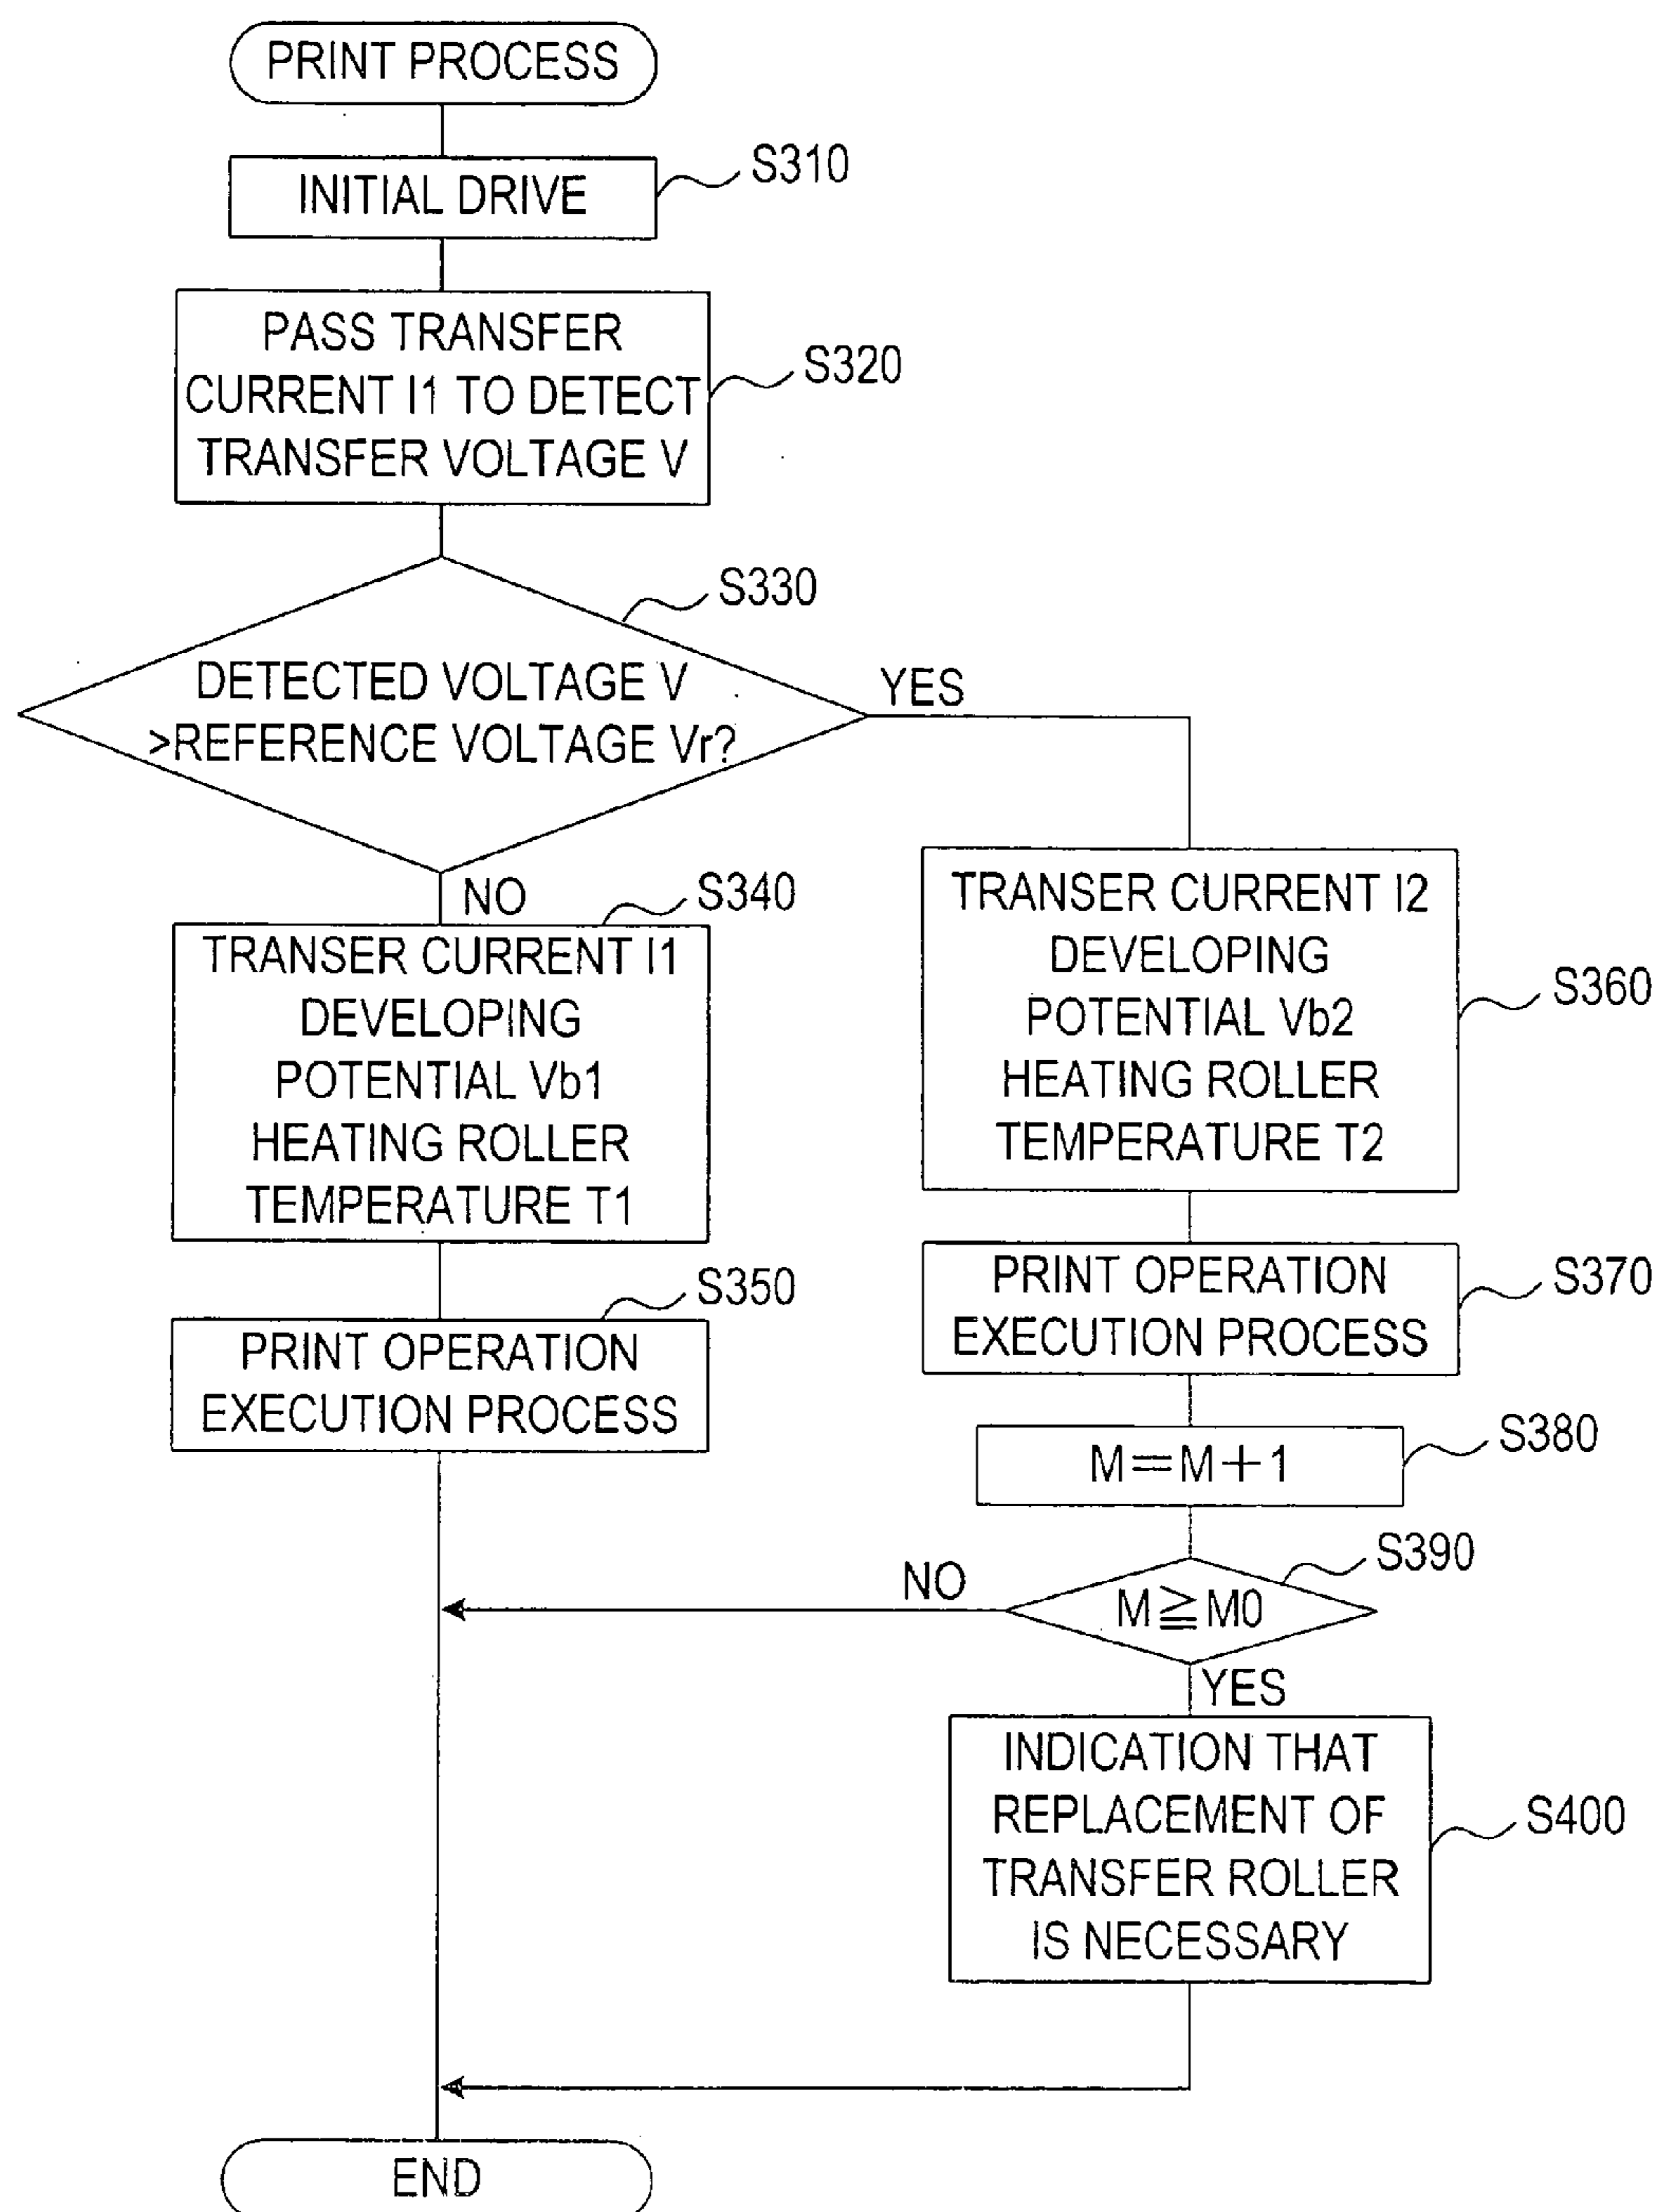 PRINT PROCESS
INITIAL DRIVE
S310
PASS TRANSFER
CURRENT I1 TO DETECT
TRANSFER VOLTAGE V
S320
S330
DETECTED VOLTAGE V
>REFERENCE VOLTAGE Vr?
YES
NO
S340
TRANSER CURRENT I1
DEVELOPING
POTENTIAL Vb1
HEATING ROLLER
TEMPERATURE T1
S350
PRINT OPERATION
EXECUTION PROCESS
TRANSER CURRENT I2
DEVELOPING
POTENTIAL Vb2
HEATING ROLLER
TEMPERATURE T2
S360
PRINT OPERATION
EXECUTION PROCESS
S370
M=M+1
S380
S390
M≧M0
NO
YES
INDICATION THAT
REPLACEMENT OF
TRANSFER ROLLER
IS NECESSARY
S400
END